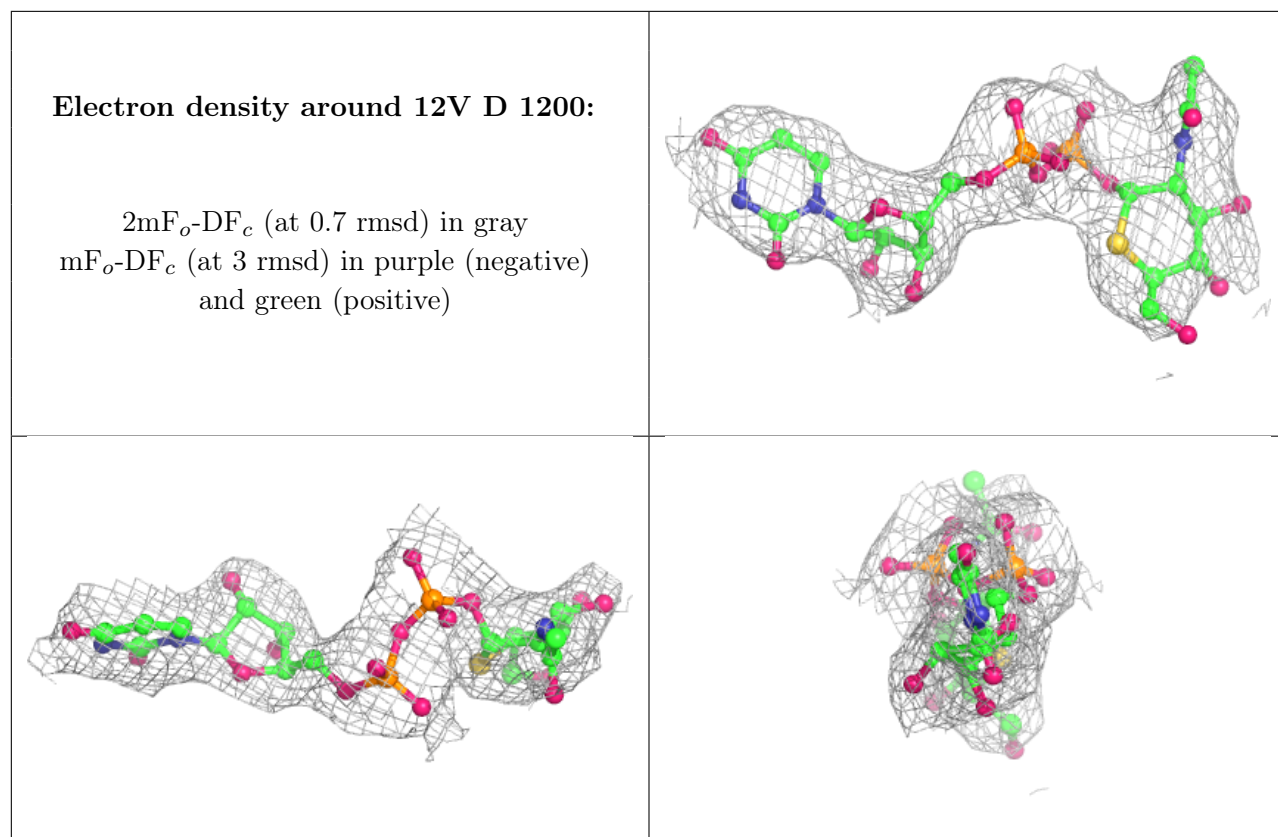 Electron density around 12V D 1200:
2mFo-DFc (at 0.7 rmsd) in gray
mFo-DFc (at 3 rmsd) in purple (negative)
and green (positive)